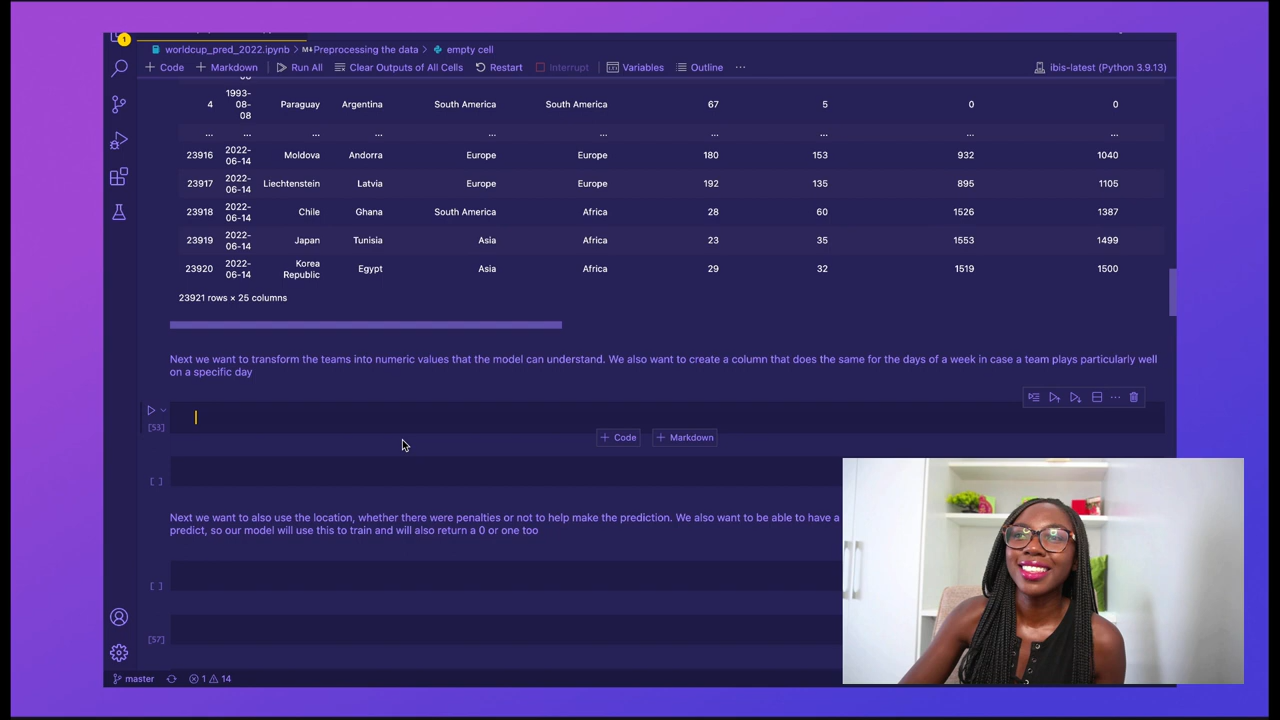 1
worldcup_pred_2022.ipynb > M↓Preprocessing the data > empty cell
+ Code + Markdown Run All Clear Outputs of All Cells Restart Interrupt Variables Outline ... ibis-latest (Python 3.9.13)
08
4 1993-08-08 Paraguay Argentina South America South America 67 5 0 0
... ... ... ... ... ... ... ... ... ...
23916 2022-06-14 Moldova Andorra Europe Europe 180 153 932 1040
23917 2022-06-14 Liechtenstein Latvia Europe Europe 192 135 895 1105
23918 2022-06-14 Chile Ghana South America Africa 28 60 1526 1387
23919 2022-06-14 Japan Tunisia Asia Africa 23 35 1553 1499
23920 2022-06-14 Korea Republic Egypt Asia Africa 29 32 1519 1500
23921 rows × 25 columns
Next we want to transform the teams into numeric values that the model can understand. We also want to create a column that does the same for the days of a week in case a team plays particularly well
on a specific day
[53]
+ Code + Markdown
[ ]
Next we want to also use the location, whether there were penalties or not to help make the prediction. We also want to be able to have a
predict, so our model will use this to train and will also return a 0 or one too
[ ]
[57]
master 1 14